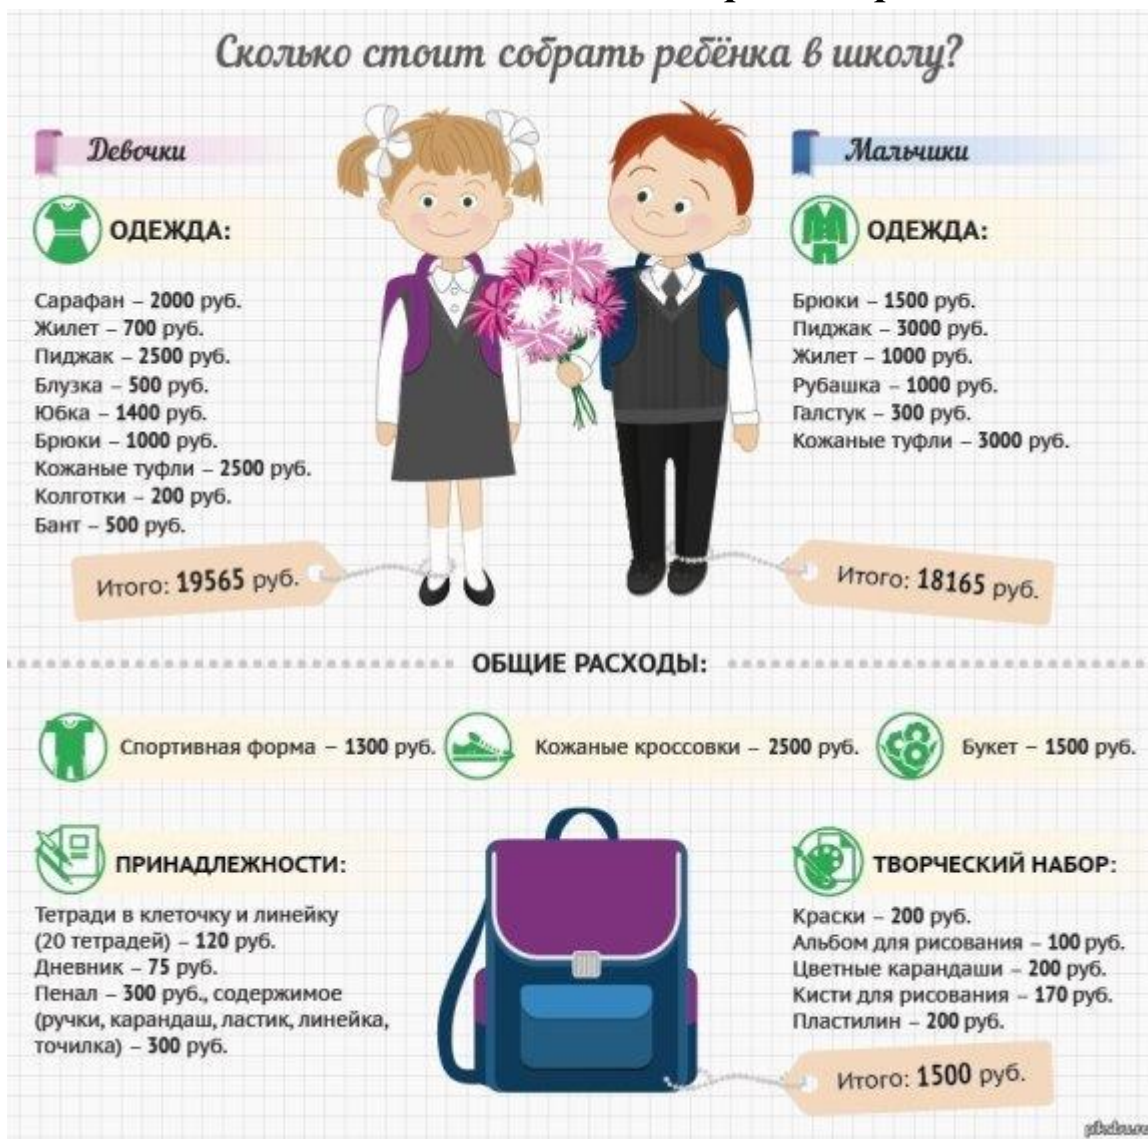 Сколько стоит собрать ребёнка в школу?
Девочки
ОДЕЖДА:
Сарафан – 2000 руб.
Жилет – 700 руб.
Пиджак – 2500 руб.
Блузка – 500 руб.
Юбка – 1400 руб.
Брюки – 1000 руб.
Кожаные туфли – 2500 руб.
Колготки – 200 руб.
Бант – 500 руб.
Итого: 19565 руб.
Мальчики
ОДЕЖДА:
Брюки – 1500 руб.
Пиджак – 3000 руб.
Жилет – 1000 руб.
Рубашка – 1000 руб.
Галстук – 300 руб.
Кожаные туфли – 3000 руб.
Итого: 18165 руб.
ОБЩИЕ РАСХОДЫ:
Спортивная форма – 1300 руб.
Кожаные кроссовки – 2500 руб.
Букет – 1500 руб.
ПРИНАДЛЕЖНОСТИ:
Тетради в клеточку и линейку
(20 тетрадей) – 120 руб.
Дневник – 75 руб.
Пенал – 300 руб., содержимое
(ручки, карандаш, ластик, линейка,
точилка) – 300 руб.
ТВОРЧЕСКИЙ НАБОР:
Краски – 200 руб.
Альбом для рисования – 100 руб.
Цветные карандаши – 200 руб.
Кисти для рисования – 170 руб.
Пластилин – 200 руб.
Итого: 1500 руб.